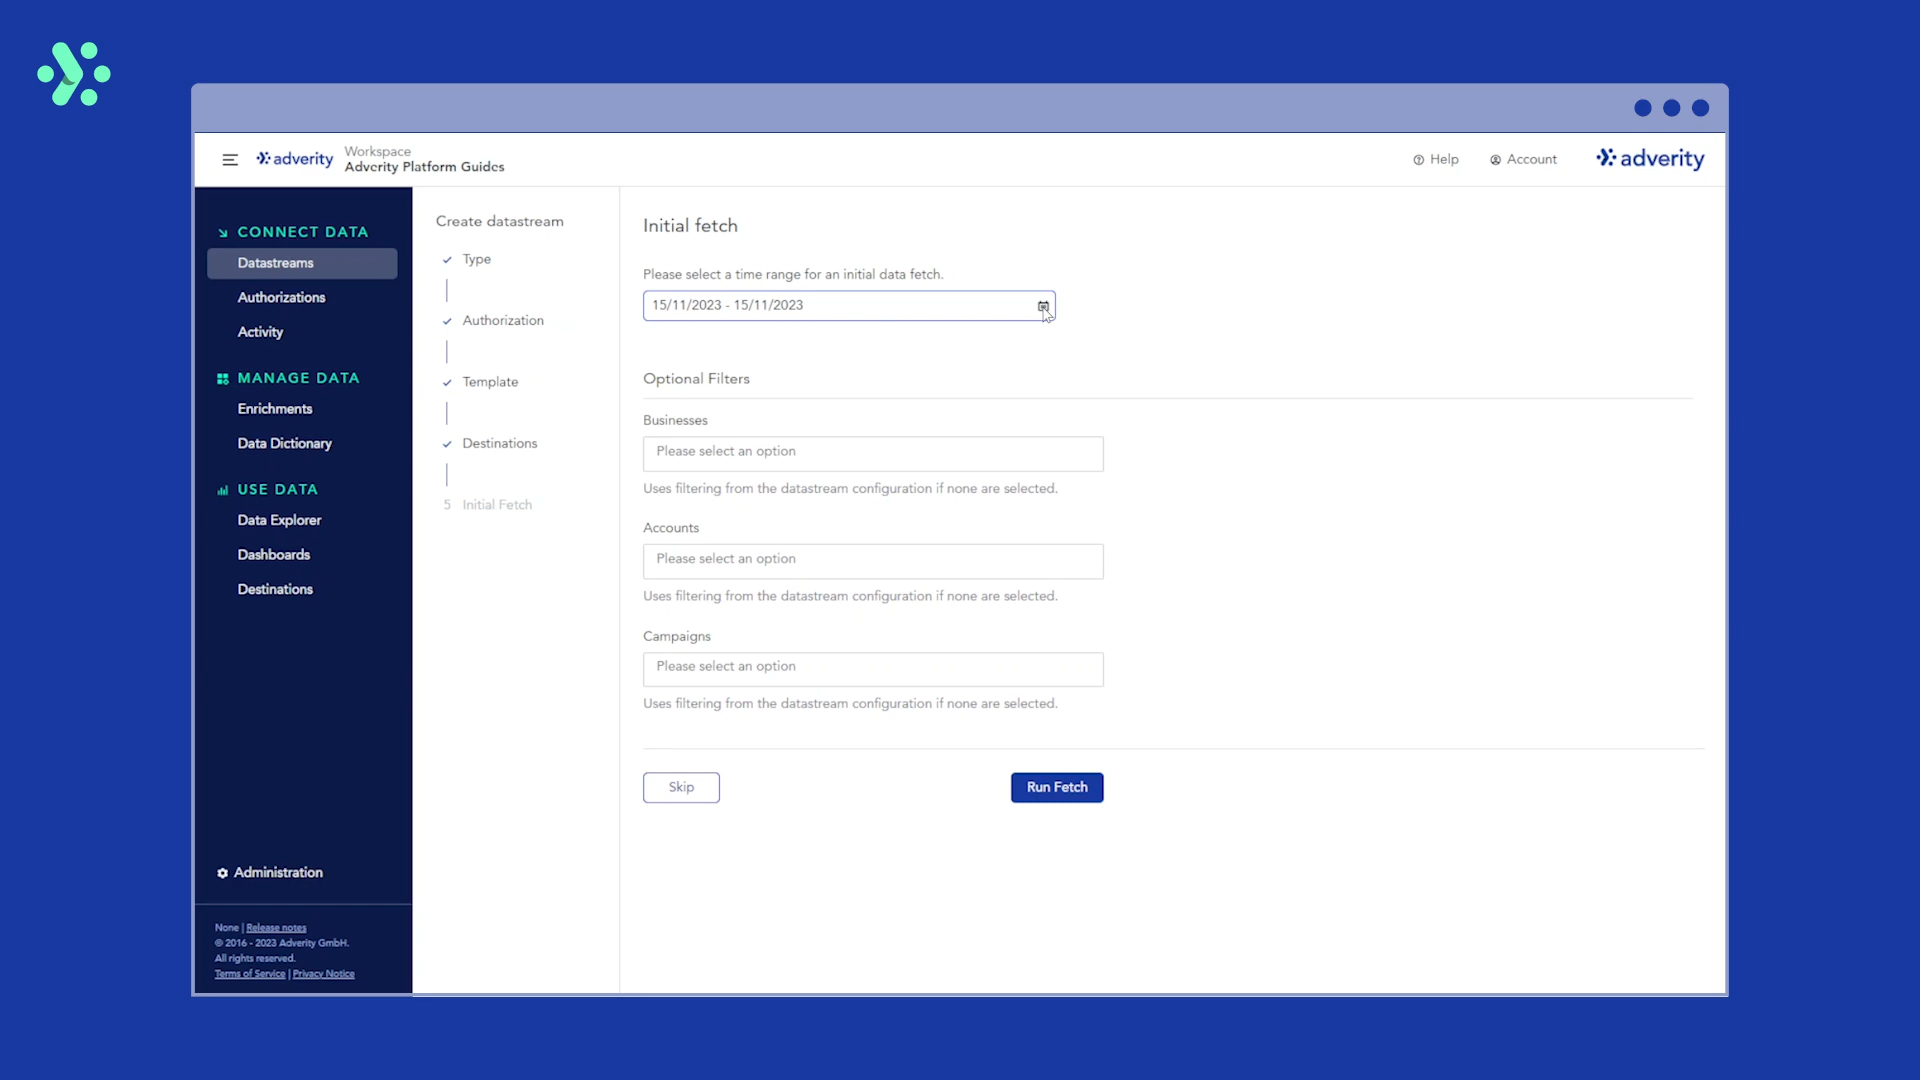 adverity
Workspace
Adverity Platform Guides
Help
Account
adverity
CONNECT DATA
Datastreams
Authorizations
Activity
MANAGE DATA
Enrichments
Data Dictionary
USE DATA
Data Explorer
Dashboards
Destinations
Administration
None | Release notes
© 2016 - 2023 Adverity GmbH.
All rights reserved.
Terms of Service | Privacy Notice
Create datastream
Type
Authorization
Template
Destinations
5 Initial Fetch
Initial fetch
Please select a time range for an initial data fetch.
15/11/2023 - 15/11/2023
Optional Filters
Businesses
Please select an option
Uses filtering from the datastream configuration if none are selected.
Accounts
Please select an option
Uses filtering from the datastream configuration if none are selected.
Campaigns
Please select an option
Uses filtering from the datastream configuration if none are selected.
Skip
Run Fetch